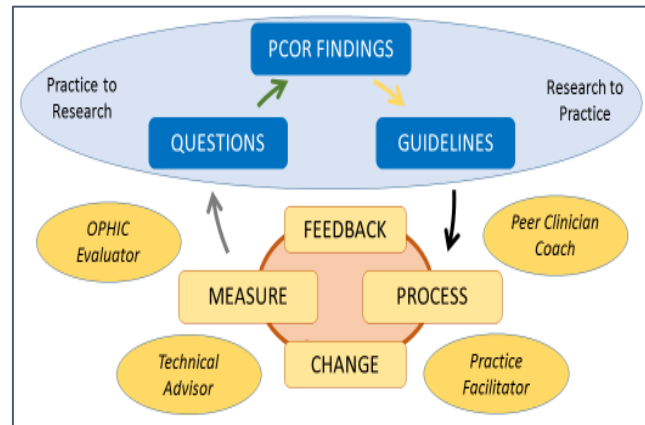 PCOR FINDINGS
Practice to
Research
Research to
Practice
QUESTIONS
GUIDELINES
OPHIC
Evaluator
FEEDBACK
Peer Clinician
Coach
MEASURE
PROCESS
Technical
Advisor
CHANGE
Practice
Facilitator